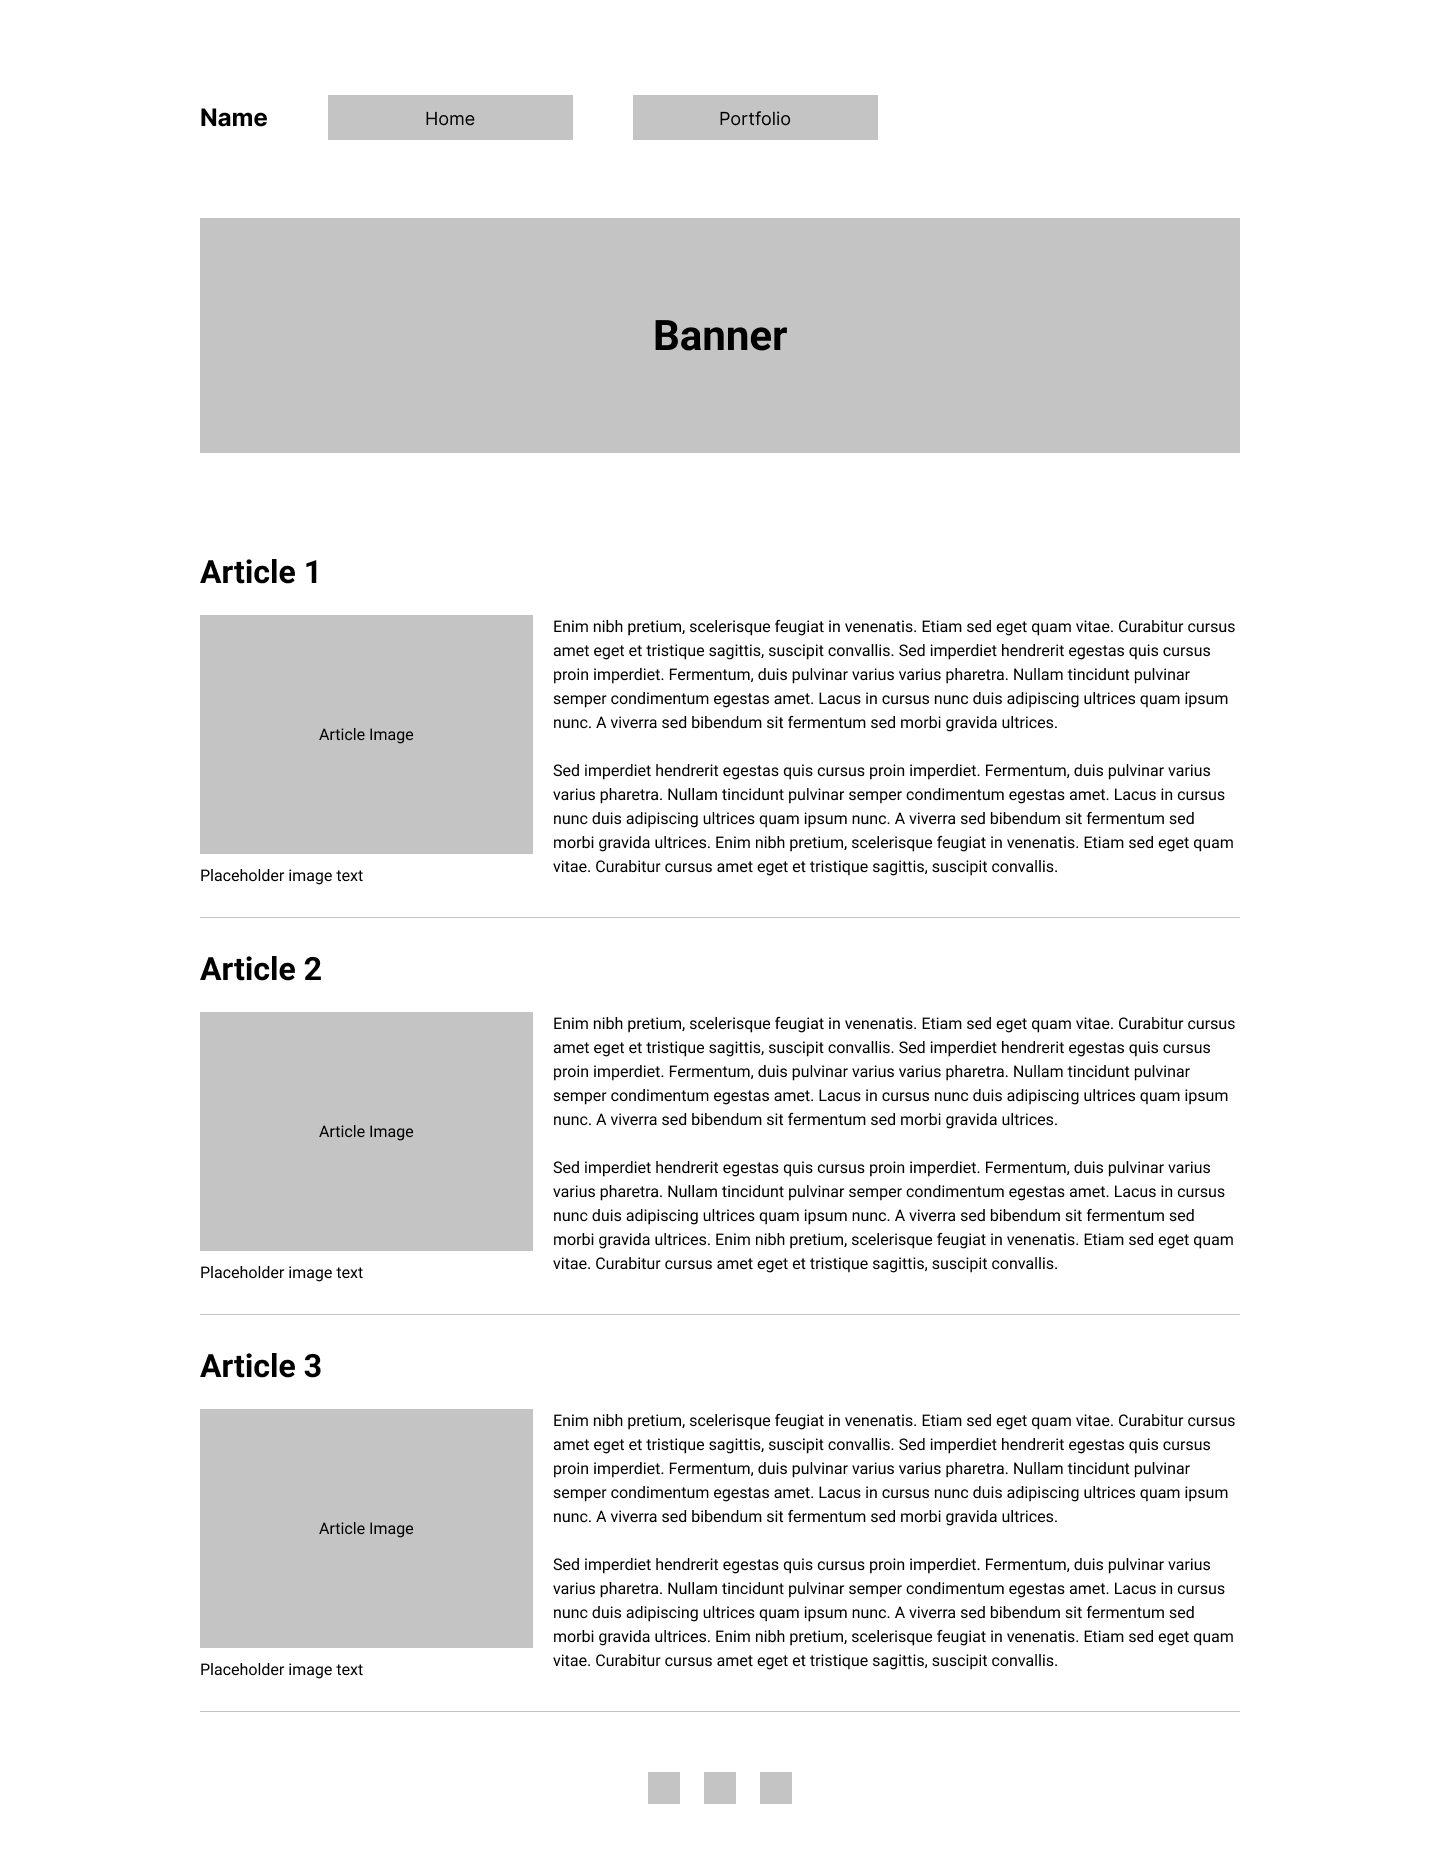 Name
Home
Portfolio
Banner
Article 1
Article Image
Placeholder image text
Enim nibh pretium, scelerisque feugiat in venenatis. Etiam sed eget quam vitae. Curabitur cursus
amet eget et tristique sagittis, suscipit convallis. Sed imperdiet hendrerit egestas quis cursus
proin imperdiet. Fermentum, duis pulvinar varius varius pharetra. Nullam tincidunt pulvinar
semper condimentum egestas amet. Lacus in cursus nunc duis adipiscing ultrices quam ipsum
nunc. A viverra sed bibendum sit fermentum sed morbi gravida ultrices.
Sed imperdiet hendrerit egestas quis cursus proin imperdiet. Fermentum, duis pulvinar varius
varius pharetra. Nullam tincidunt pulvinar semper condimentum egestas amet. Lacus in cursus
nunc duis adipiscing ultrices quam ipsum nunc. A viverra sed bibendum sit fermentum sed
morbi gravida ultrices. Enim nibh pretium, scelerisque feugiat in venenatis. Etiam sed eget quam
vitae. Curabitur cursus amet eget et tristique sagittis, suscipit convallis.
Article 2
Article Image
Placeholder image text
Enim nibh pretium, scelerisque feugiat in venenatis. Etiam sed eget quam vitae. Curabitur cursus
amet eget et tristique sagittis, suscipit convallis. Sed imperdiet hendrerit egestas quis cursus
proin imperdiet. Fermentum, duis pulvinar varius varius pharetra. Nullam tincidunt pulvinar
semper condimentum egestas amet. Lacus in cursus nunc duis adipiscing ultrices quam ipsum
nunc. A viverra sed bibendum sit fermentum sed morbi gravida ultrices.
Sed imperdiet hendrerit egestas quis cursus proin imperdiet. Fermentum, duis pulvinar varius
varius pharetra. Nullam tincidunt pulvinar semper condimentum egestas amet. Lacus in cursus
nunc duis adipiscing ultrices quam ipsum nunc. A viverra sed bibendum sit fermentum sed
morbi gravida ultrices. Enim nibh pretium, scelerisque feugiat in venenatis. Etiam sed eget quam
vitae. Curabitur cursus amet eget et tristique sagittis, suscipit convallis.
Article 3
Article Image
Placeholder image text
Enim nibh pretium, scelerisque feugiat in venenatis. Etiam sed eget quam vitae. Curabitur cursus
amet eget et tristique sagittis, suscipit convallis. Sed imperdiet hendrerit egestas quis cursus
proin imperdiet. Fermentum, duis pulvinar varius varius pharetra. Nullam tincidunt pulvinar
semper condimentum egestas amet. Lacus in cursus nunc duis adipiscing ultrices quam ipsum
nunc. A viverra sed bibendum sit fermentum sed morbi gravida ultrices.
Sed imperdiet hendrerit egestas quis cursus proin imperdiet. Fermentum, duis pulvinar varius
varius pharetra. Nullam tincidunt pulvinar semper condimentum egestas amet. Lacus in cursus
nunc duis adipiscing ultrices quam ipsum nunc. A viverra sed bibendum sit fermentum sed
morbi gravida ultrices. Enim nibh pretium, scelerisque feugiat in venenatis. Etiam sed eget quam
vitae. Curabitur cursus amet eget et tristique sagittis, suscipit convallis.